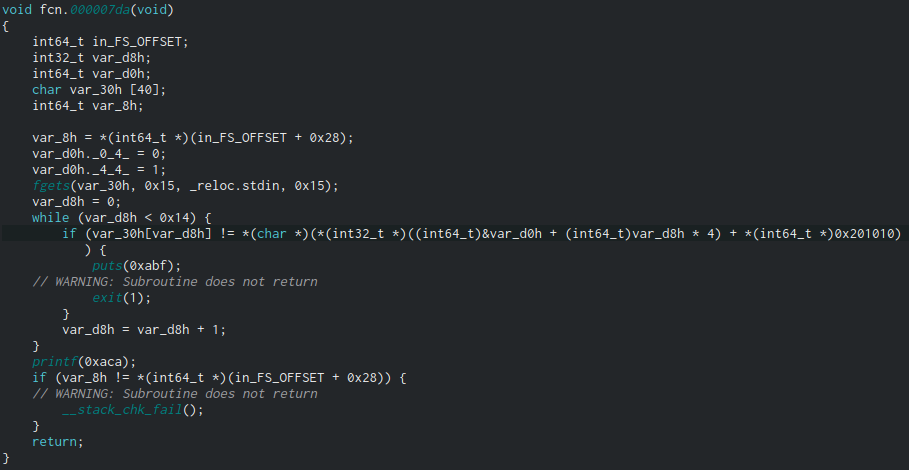 void fcn.000007da(void)
{
    int64_t in_FS_OFFSET;
    int32_t var_d8h;
    int64_t var_d0h;
    char var_30h [40];
    int64_t var_8h;

    var_8h = *(int64_t *)(in_FS_OFFSET + 0x28);
    var_d0h._0_4_ = 0;
    var_d0h._4_4_ = 1;
    fgets(var_30h, 0x15, _reloc.stdin, 0x15);
    var_d8h = 0;
    while (var_d8h < 0x14) {
        if (var_30h[var_d8h] != *(char *)(*(int32_t *)((int64_t)&var_d0h + (int64_t)var_d8h * 4) + *(int64_t *)0x201010)
           ) {
            puts(0xabf);
    // WARNING: Subroutine does not return
            exit(1);
        }
        var_d8h = var_d8h + 1;
    }
    printf(0xaca);
    if (var_8h != *(int64_t *)(in_FS_OFFSET + 0x28)) {
    // WARNING: Subroutine does not return
        __stack_chk_fail();
    }
    return;
}